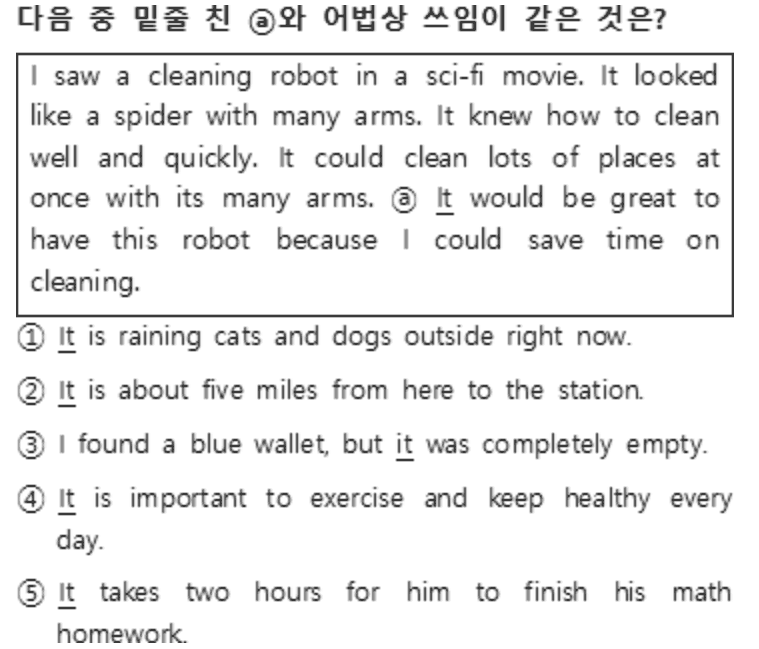 다음 중 밑줄 친 ⓐ와 어법상 쓰임이 같은 것은?
I saw a cleaning robot in a sci-fi movie. It looked
like a spider with many arms. It knew how to clean
well and quickly. It could clean lots of places at
once with its many arms. ⓐ It would be great to
have this robot because I could save time on
cleaning.
① It is raining cats and dogs outside right now.
② It is about five miles from here to the station.
③ I found a blue wallet, but it was completely empty.
④ It is important to exercise and keep healthy every
day.
⑤ It takes two hours for him to finish his math
homework.